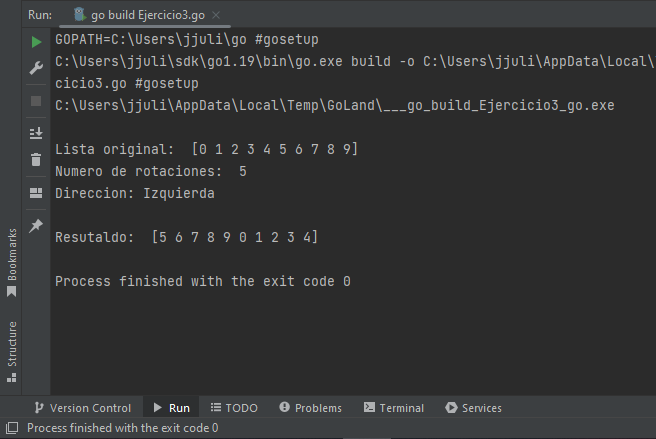 Run: go build Ejercicio3.go
GOPATH=C:\Users\jjuli\go #gosetup
C:\Users\jjuli\sdk\go1.19\bin\go.exe build -o C:\Users\jjuli\AppData\Local\
cicio3.go #gosetup
C:\Users\jjuli\AppData\Local\Temp\GoLand\___go_build_Ejercicio3_go.exe
Lista original:  [0 1 2 3 4 5 6 7 8 9]
Numero de rotaciones:  5
Direccion: Izquierda
Resutaldo:  [5 6 7 8 9 0 1 2 3 4]
Process finished with the exit code 0
Bookmarks
Structure
Version Control Run TODO Problems Terminal Services
Process finished with the exit code 0